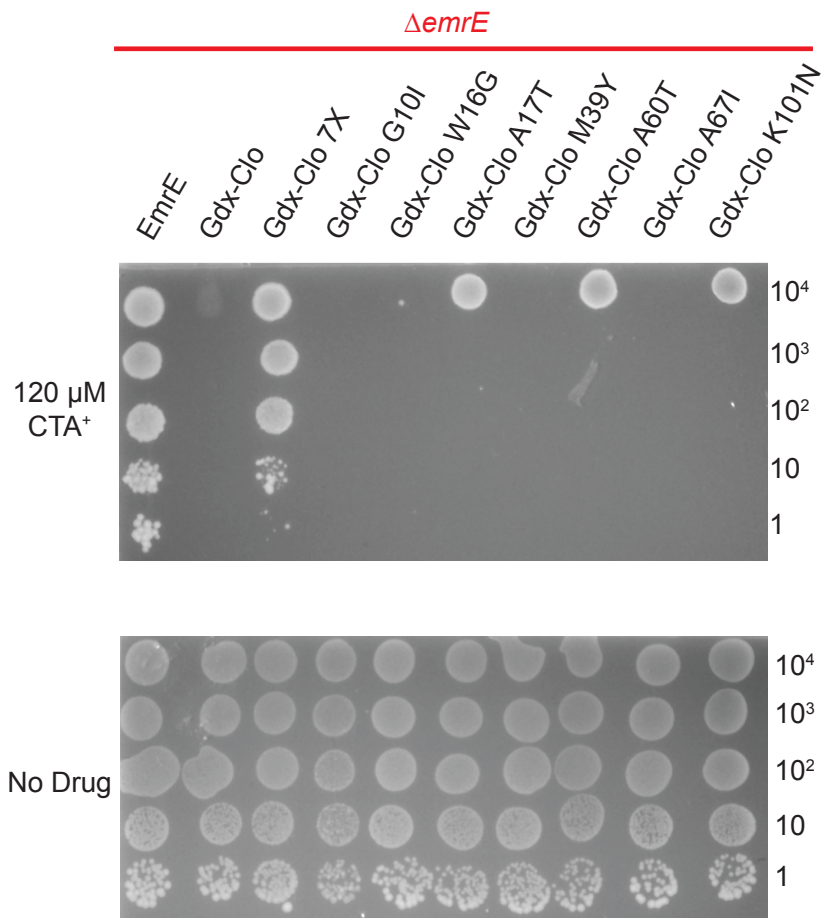 ΔemrE
EmrE
Gdx-Clo
Gdx-Clo 7X
Gdx-Clo G10I
Gdx-Clo W16G
Gdx-Clo A17T
Gdx-Clo M39Y
Gdx-Clo A60T
Gdx-Clo A67I
Gdx-Clo K101N
120 µM
CTA⁺
10⁴
10³
10²
10
1
No Drug
10⁴
10³
10²
10
1